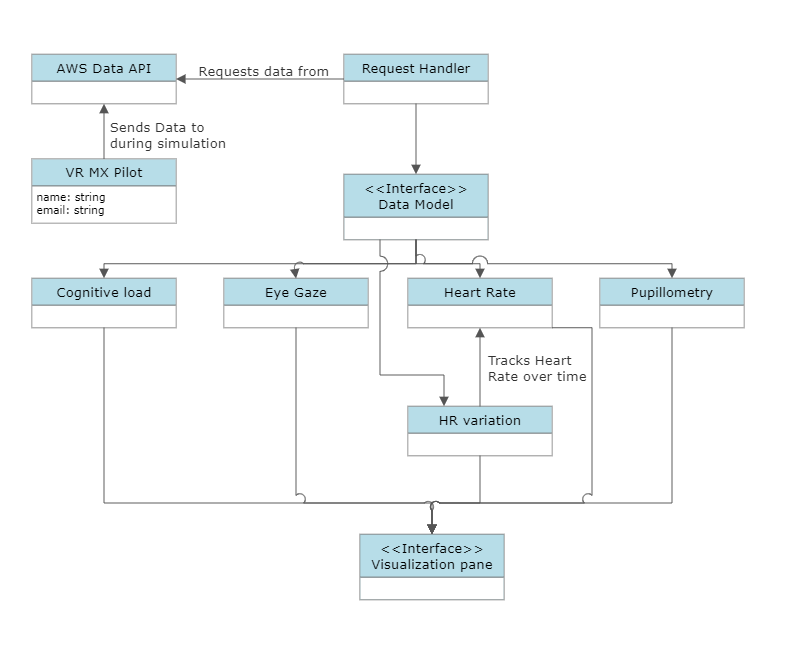 AWS Data API
Requests data from
Request Handler
Sends Data to
during simulation
VR MX Pilot
name: string
email: string
<<Interface>>
Data Model
Cognitive load
Eye Gaze
Heart Rate
Pupillometry
Tracks Heart
Rate over time
HR variation
<<Interface>>
Visualization pane